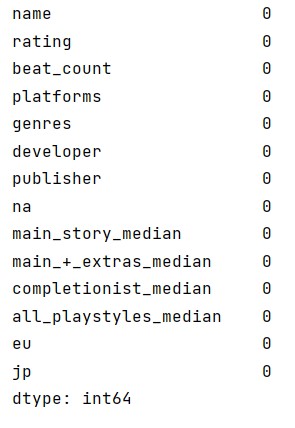 name 0
rating 0
beat_count 0
platforms 0
genres 0
developer 0
publisher 0
na 0
main_story_median 0
main_+_extras_median 0
completionist_median 0
all_playstyles_median 0
eu 0
jp 0
dtype: int64